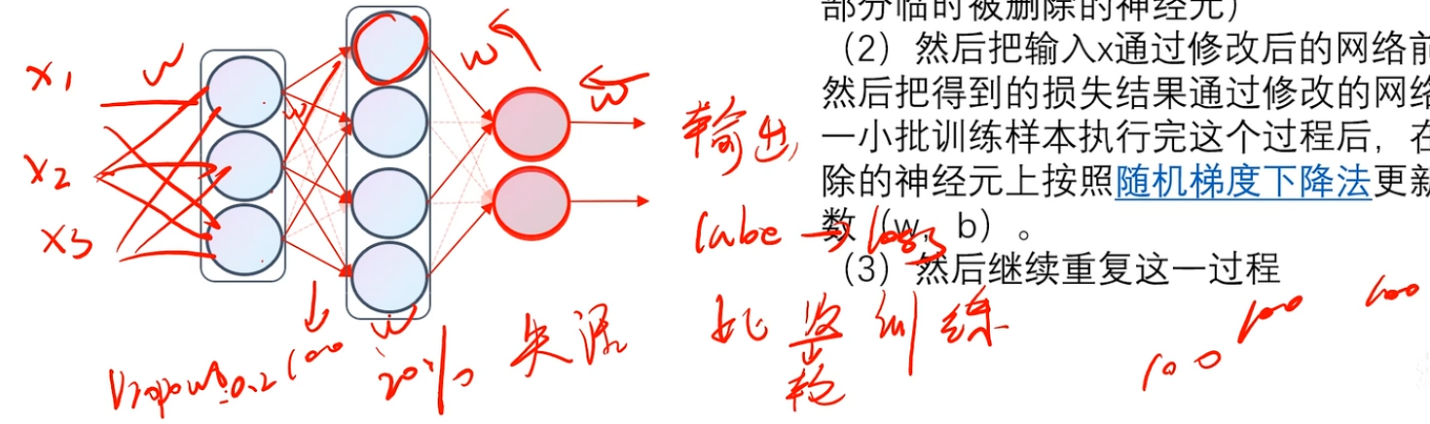 部分临时被删除的神经元）
（2）然后把输入x通过修改后的网络前
然后把得到的损失结果通过修改的网络
一小批训练样本执行完这个过程后，在
除的神经元上按照随机梯度下降法更新
数（w，b）。
（3）然后继续重复这一过程
x1
x2
x3
w
w
w
w
w
输出
labe → loss
批 训练
轮
Dropout:0.2
100
20%
失活
100
100
100